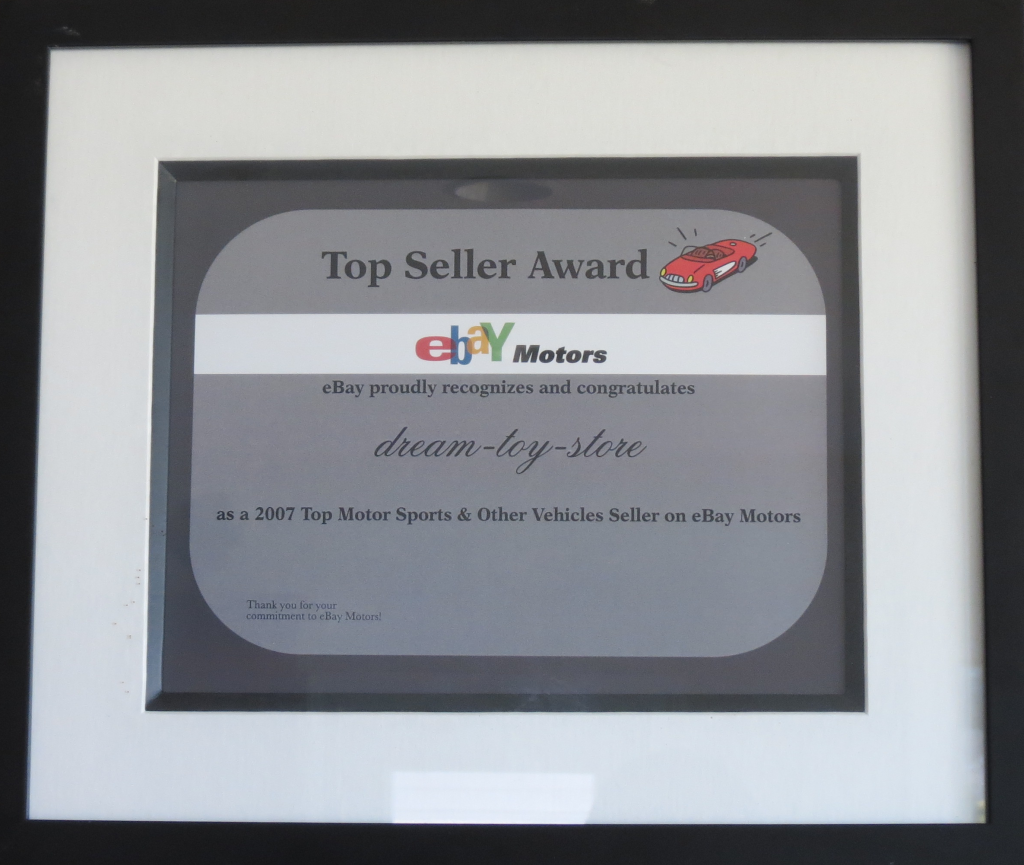 Top Seller Award
ebaY Motors
eBay proudly recognizes and congratulates
dream-toy-store
as a 2007 Top Motor Sports & Other Vehicles Seller on eBay Motors
Thank you for your
commitment to eBay Motors!